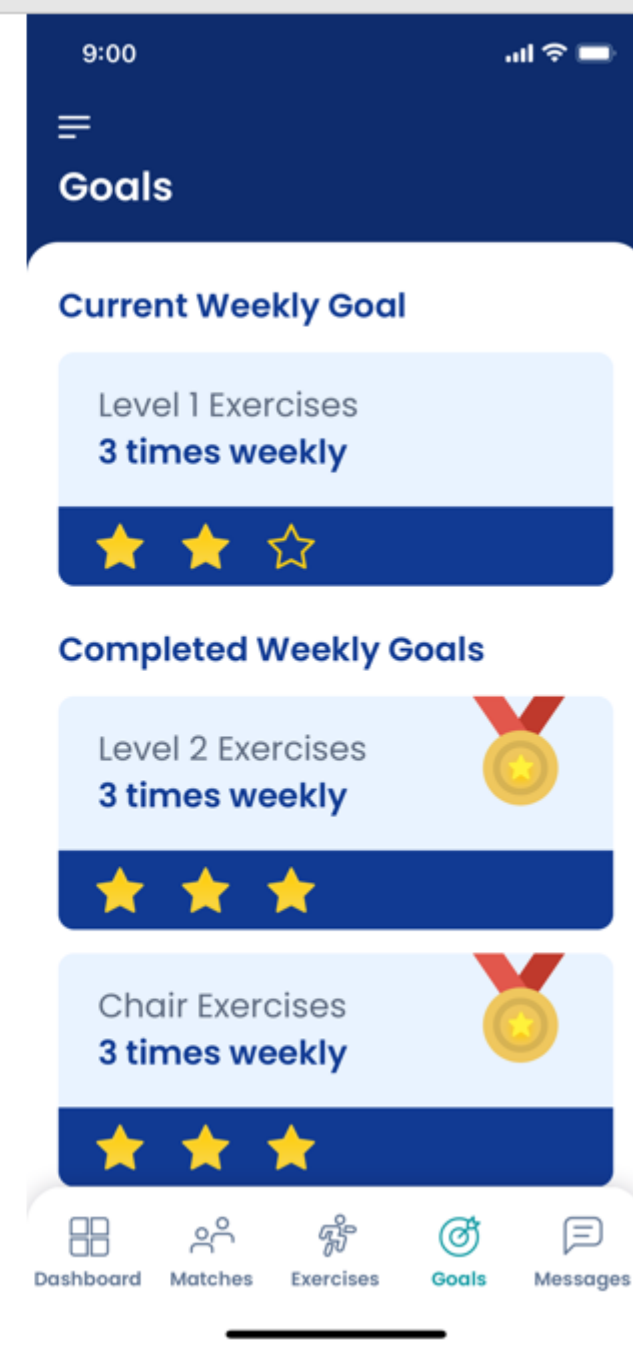 9:00
Goals
Current Weekly Goal
Level 1 Exercises
3 times weekly
Completed Weekly Goals
Level 2 Exercises
3 times weekly
Chair Exercises
3 times weekly
Dashboard Matches Exercises Goals Messages